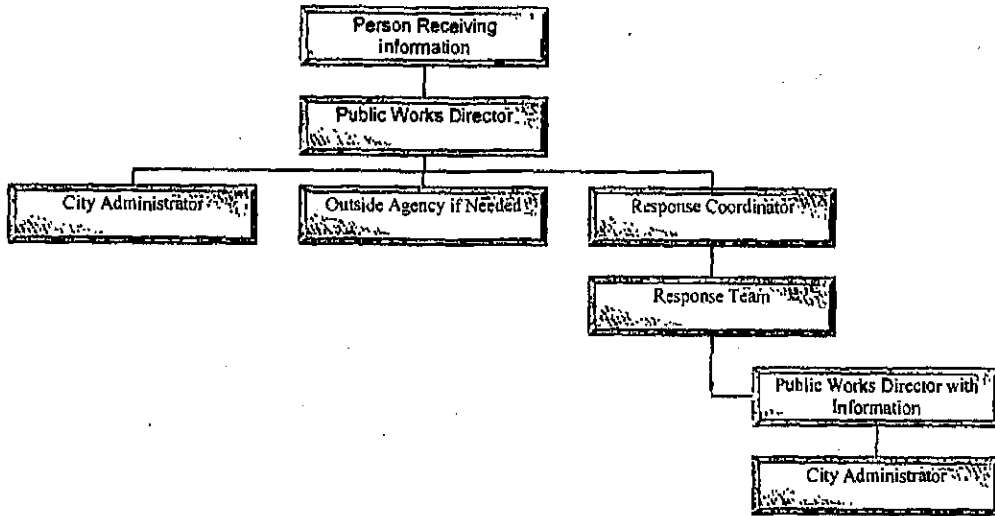 Person Receiving
information
Public Works Director
City Administrator
Outside Agency if Needed
Response Coordinator
Response Team
Public Works Director with
Information
City Administrator